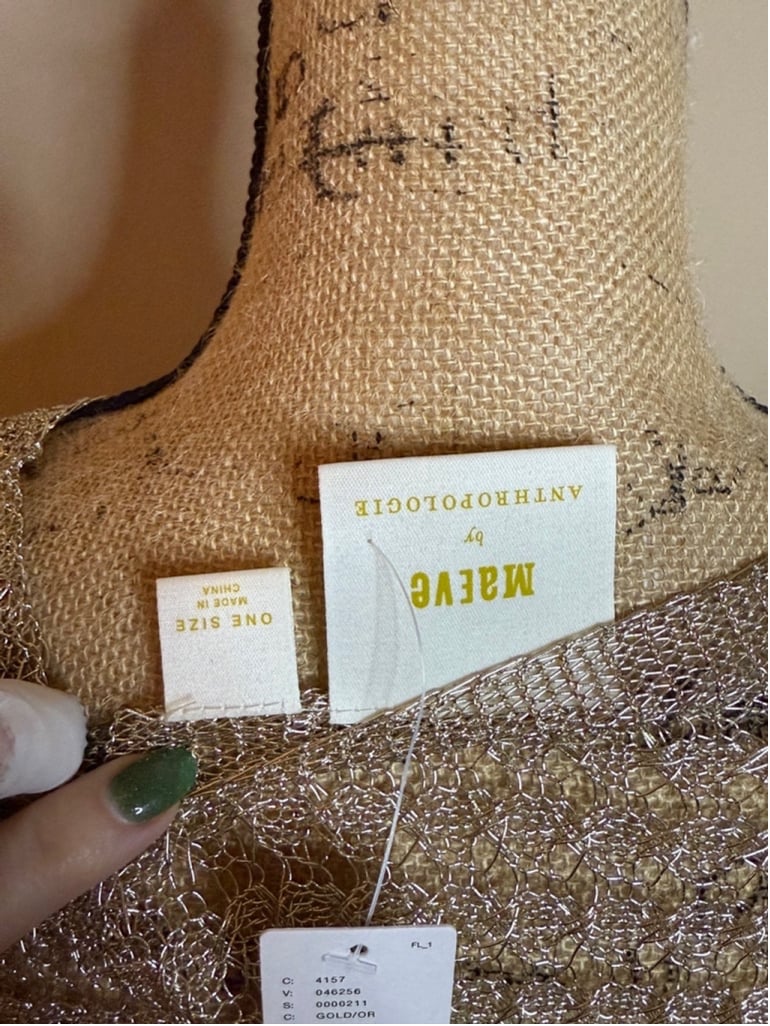 Maeve
by
ANTHROPOLOGIE
ONE SIZE
MADE IN
CHINA
FL_1
C: 4157
V: 046256
S: 0000211
C: GOLD/OR